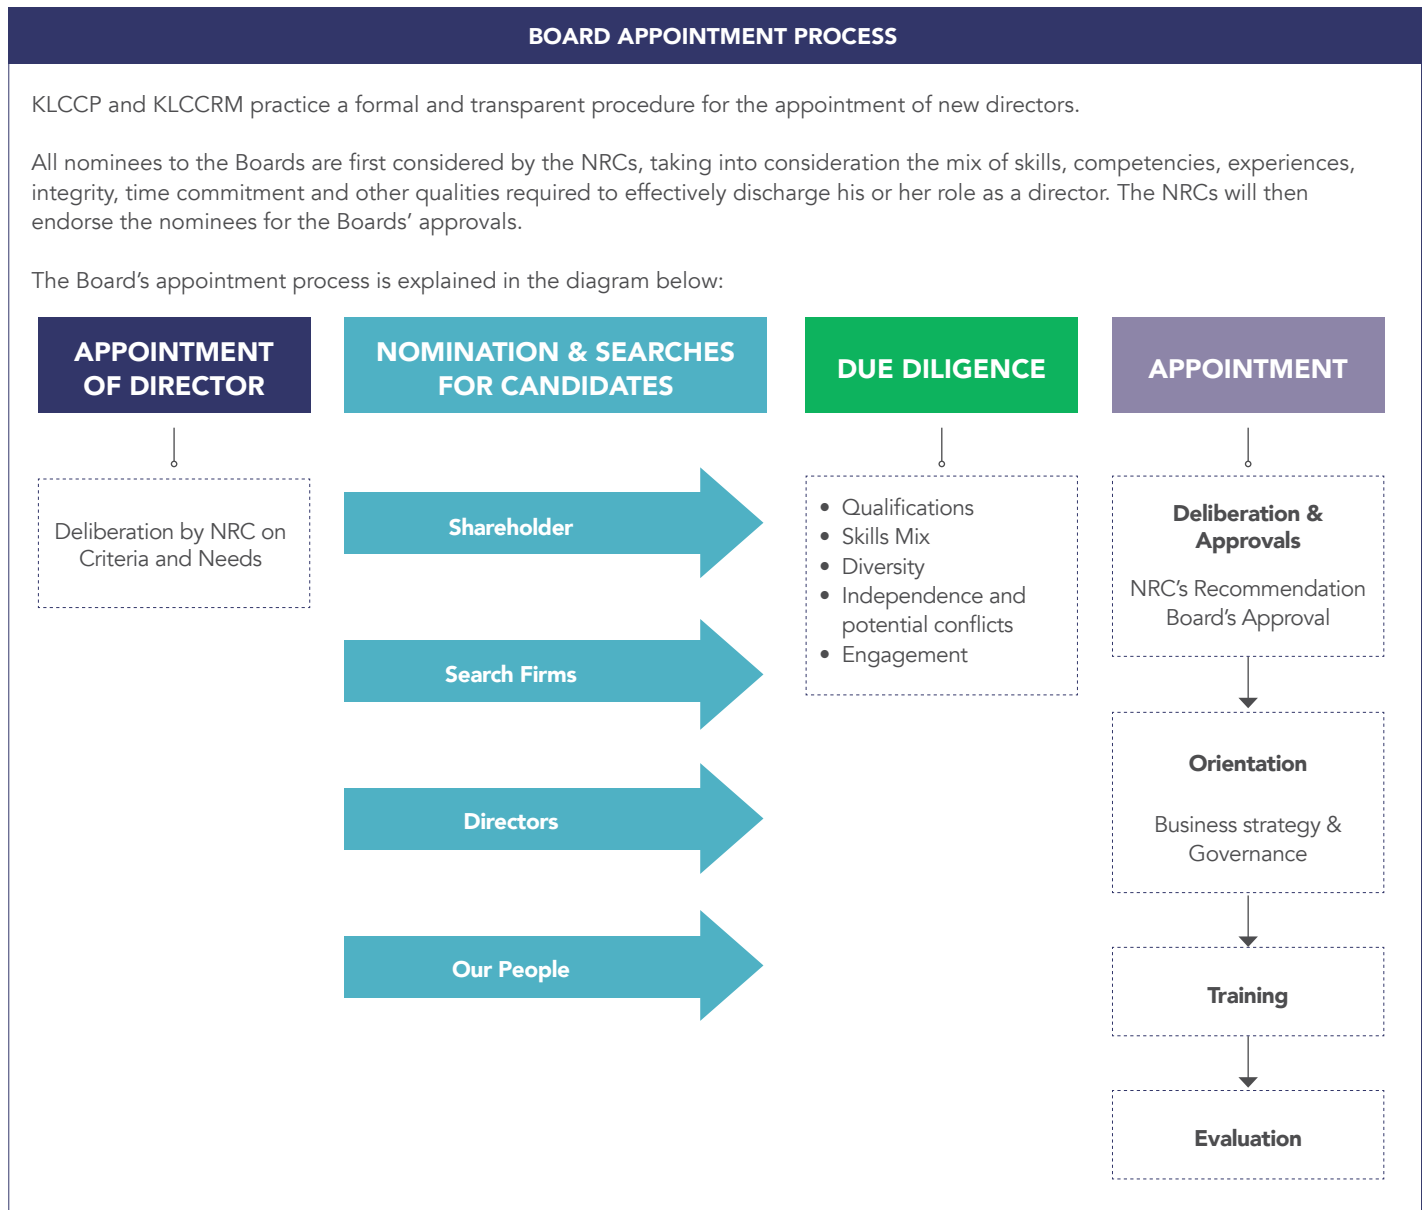 BOARD APPOINTMENT PROCESS
KLCCP and KLCCRM practice a formal and transparent procedure for the appointment of new directors.
All nominees to the Boards are first considered by the NRCs, taking into consideration the mix of skills, competencies, experiences,
integrity, time commitment and other qualities required to effectively discharge his or her role as a director. The NRCs will then
endorse the nominees for the Boards’ approvals.
The Board’s appointment process is explained in the diagram below:
APPOINTMENT
OF DIRECTOR
Deliberation by NRC on
Criteria and Needs
NOMINATION & SEARCHES
FOR CANDIDATES
Shareholder
Search Firms
Directors
Our People
DUE DILIGENCE
• Qualifications
• Skills Mix
• Diversity
• Independence and
potential conflicts
• Engagement
APPOINTMENT
Deliberation &
Approvals
NRC’s Recommendation
Board’s Approval
Orientation
Business strategy &
Governance
Training
Evaluation